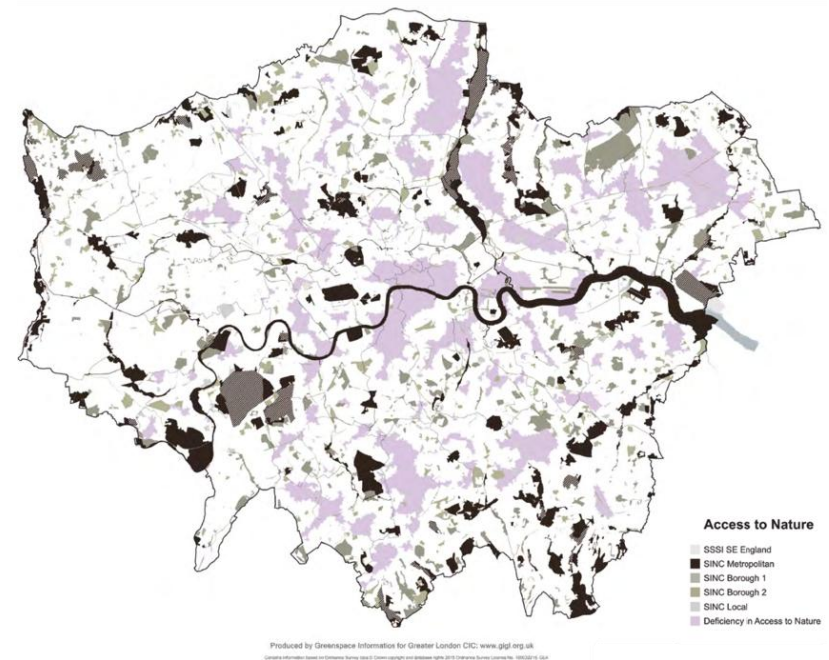 Access to Nature
SSSI SE England
SINC Metropolitan
SINC Borough 1
SINC Borough 2
SINC Local
Deficiency in Access to Nature
Produced by Greenspace Information for Greater London CIC: www.gigl.org.uk